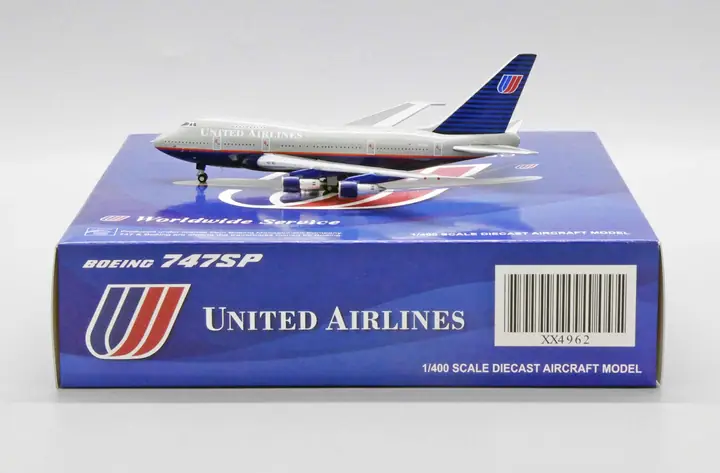 UNITED AIRLINES
Worldwide Service
1/400 SCALE DIECAST AIRCRAFT MODEL
BOEING 747SP
UNITED AIRLINES
XX4962
1/400 SCALE DIECAST AIRCRAFT MODEL